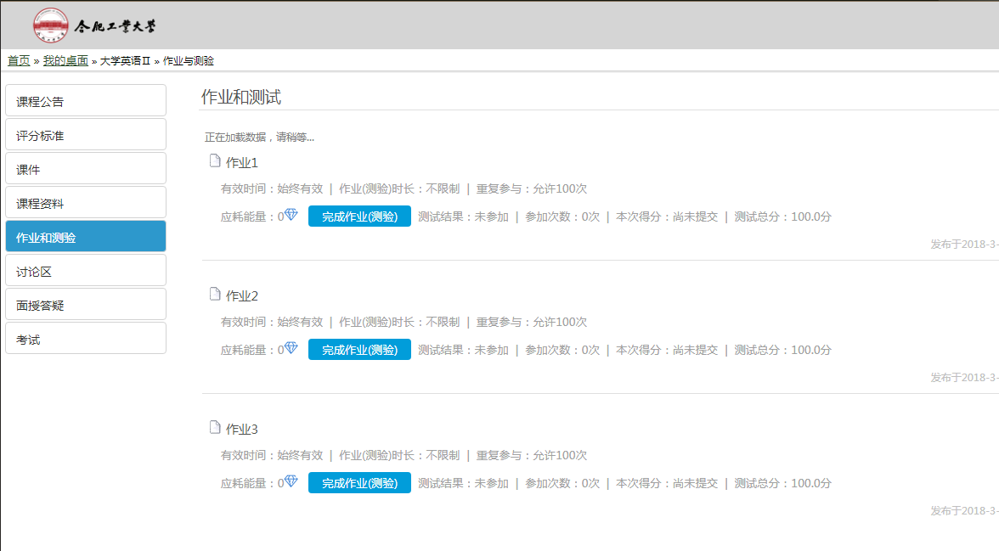 合肥工业大学
首页 » 我的桌面 » 大学英语Ⅱ » 作业与测验
课程公告
评分标准
课件
课程资料
作业和测验
讨论区
面授答疑
考试
作业和测试
正在加载数据，请稍等...
作业1
有效时间：始终有效 | 作业(测验)时长：不限制 | 重复参与：允许100次
应耗能量：0 完成作业(测验) 测试结果：未参加 | 参加次数：0次 | 本次得分：尚未提交 | 测试总分：100.0分
发布于2018-3-
作业2
有效时间：始终有效 | 作业(测验)时长：不限制 | 重复参与：允许100次
应耗能量：0 完成作业(测验) 测试结果：未参加 | 参加次数：0次 | 本次得分：尚未提交 | 测试总分：100.0分
发布于2018-3-
作业3
有效时间：始终有效 | 作业(测验)时长：不限制 | 重复参与：允许100次
应耗能量：0 完成作业(测验) 测试结果：未参加 | 参加次数：0次 | 本次得分：尚未提交 | 测试总分：100.0分
发布于2018-3-